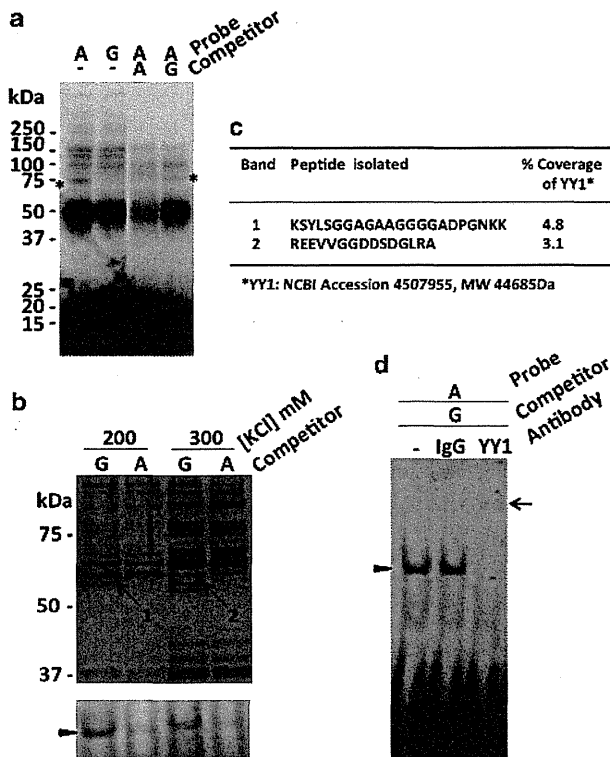 a
A G A A Probe
- - A G Competitor
kDa
250 -
150 -
100 -
75 -
50 -
37 -
25 -
20 -
15 -
*
*
c
Band Peptide isolated % Coverage
of YY1*
1 KSYLSGGAGAAGGGGADPGNKK 4.8
2 REEVVGGDDSDGLRA 3.1
*YY1: NCBI Accession 4507955, MW 44685Da
b
200 300 [KCl] mM
G A G A Competitor
kDa
75 -
50 -
37 -
1
2
d
A Probe
G Competitor
- IgG YY1 Antibody